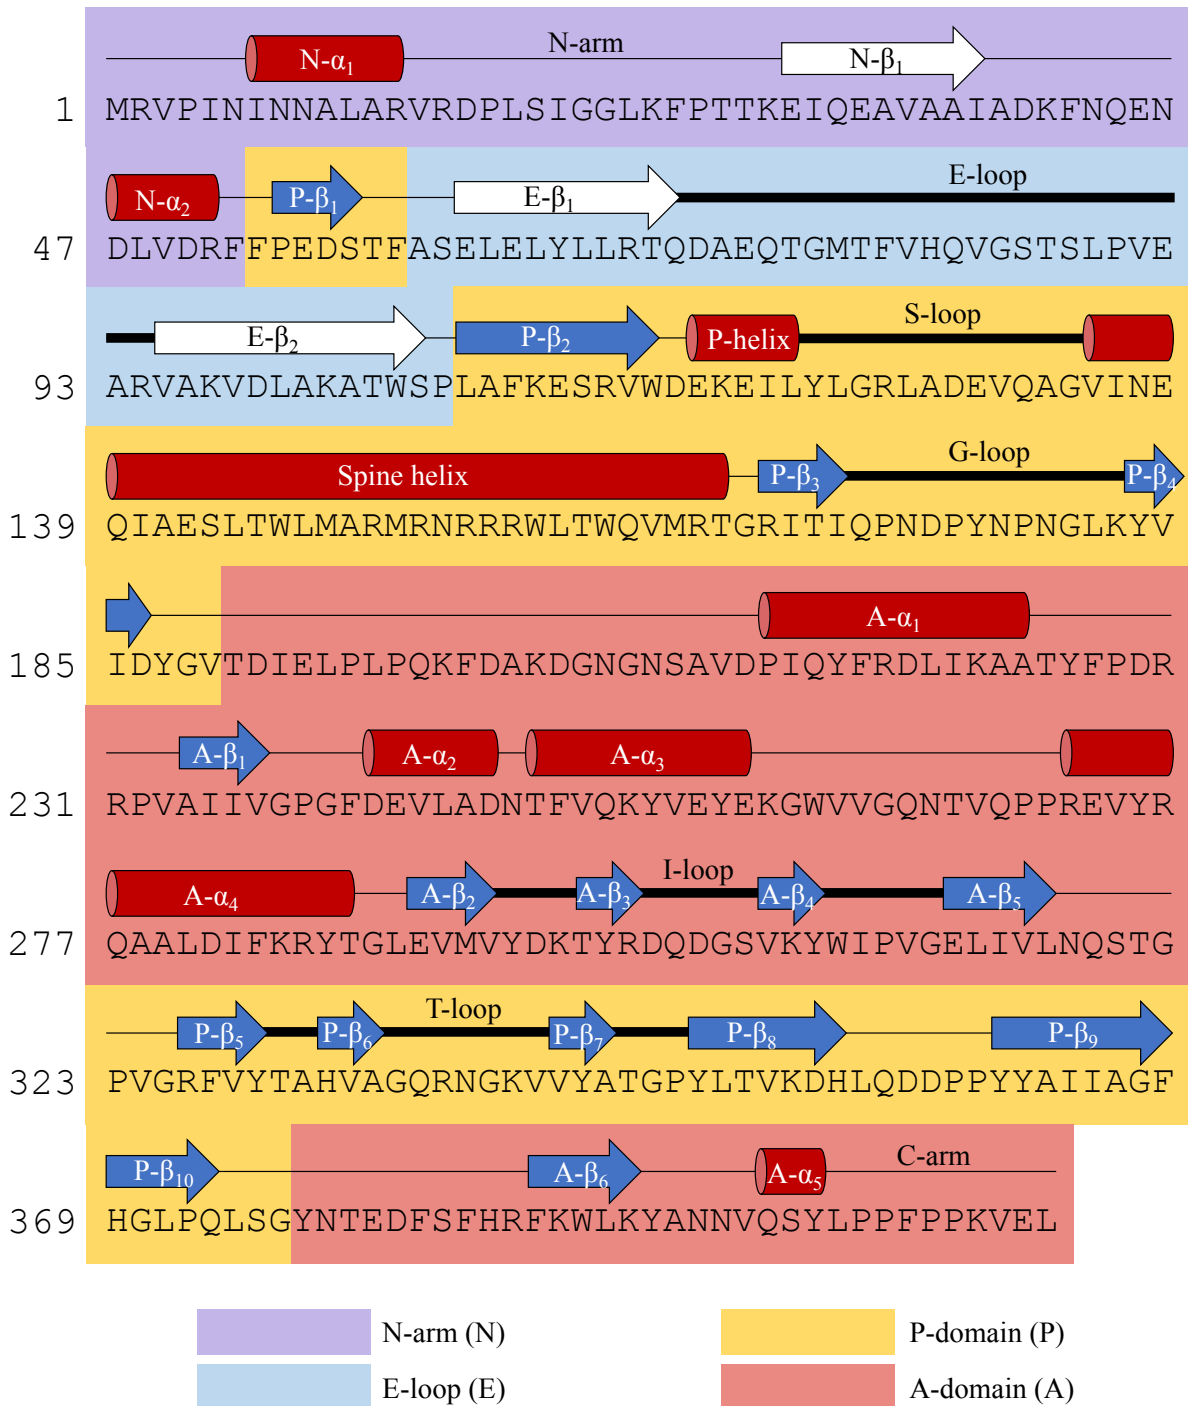 N-α₁ N-arm N-β₁
1 MRVPININNALARVRDPLSIGGLKFPTTKEIQEAVAAIADKFNQEN
N-α₂ P-β₁ E-β₁ E-loop
47 DLVDRFFPEDSTFASELELYLLRTQDAEQTGMTFVHQVGSTSLPVE
E-β₂ P-β₂ P-helix S-loop
93 ARVAKVDLAKATWSPLAFKESRVWDEKEILYLGRLADEVQAGVINE
Spine helix P-β₃ G-loop P-β₄
139 QIAESLTWLMARMRNRRRWLTWQVMRTGRITIQPNDPYNPNGLKYV
A-α₁
185 IDYGVTDIELPLPQKFDAKDGNGNSAVDPIQYFRDLIKAATYFPDR
A-β₁ A-α₂ A-α₃
231 RPVAIIVGPGFDEVLADNTFVQKYVEYEKGWVVGQNTVQPPREVYR
A-α₄ A-β₂ A-β₃ I-loop A-β₄ A-β₅
277 QAALDIFKRYTGLEVMVYDKTYRDQDGSVKYWIPVGELIVLNQSTG
P-β₅ P-β₆ T-loop P-β₇ P-β₈ P-β₉
323 PVGRFVYTAHVAGQRNGKVVYATGPYLTVKDHLQDDPPYYAIIAGF
P-β₁₀ A-β₆ A-α₅ C-arm
369 HGLPQLSGYNTEDFSFHRFKWLKYANNVQSYLPPFPPKVEL
N-arm (N) P-domain (P)
E-loop (E) A-domain (A)